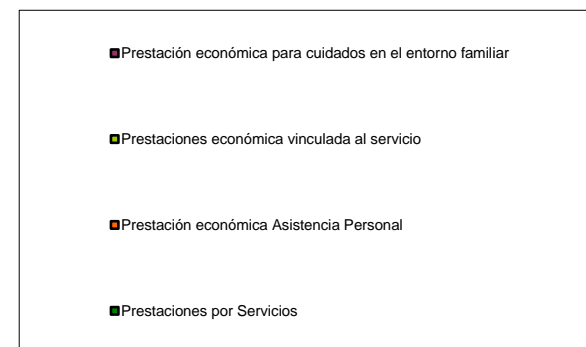 Prestación económica para cuidados en el entorno familiar
Prestaciones económica vinculada al servicio
Prestación económica Asistencia Personal
Prestaciones por Servicios